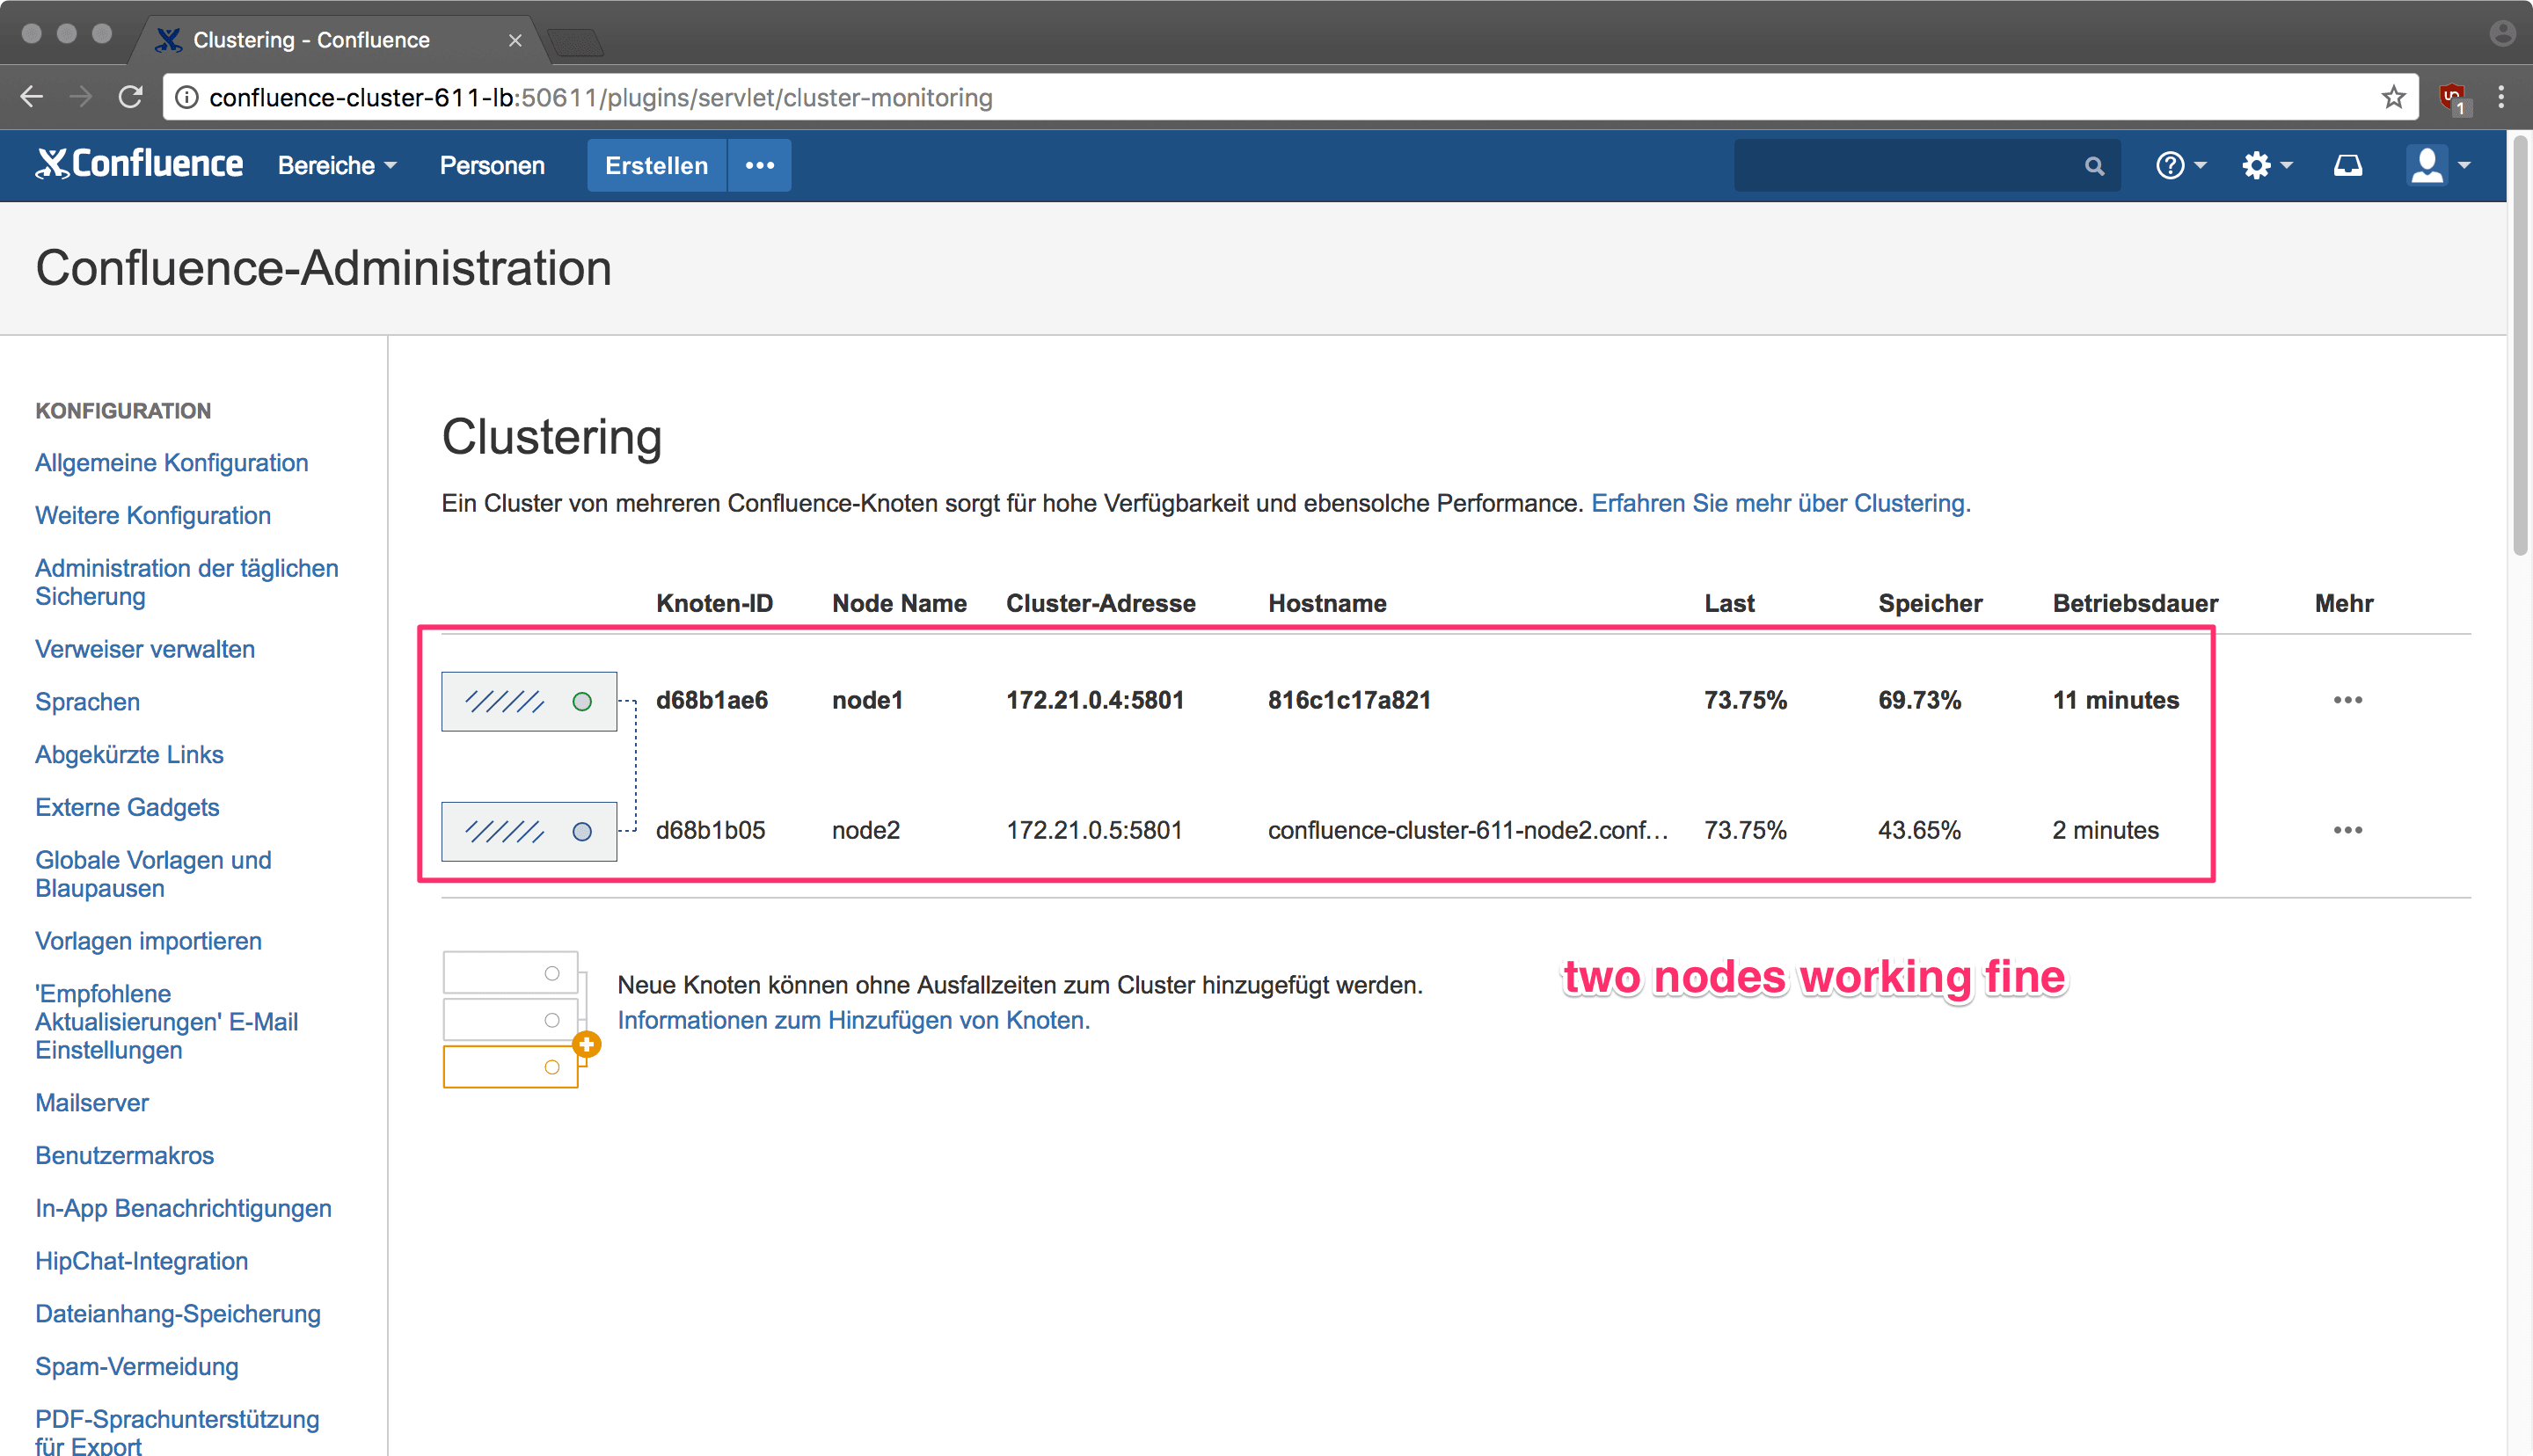 Clustering - Confluence
confluence-cluster-611-lb:50611/plugins/servlet/cluster-monitoring
1
Confluence Bereiche Personen Erstellen
Confluence-Administration
KONFIGURATION
Allgemeine Konfiguration
Weitere Konfiguration
Administration der täglichen
Sicherung
Verweiser verwalten
Sprachen
Abgekürzte Links
Externe Gadgets
Globale Vorlagen und
Blaupausen
Vorlagen importieren
'Empfohlene
Aktualisierungen' E-Mail
Einstellungen
Mailserver
Benutzermakros
In-App Benachrichtigungen
HipChat-Integration
Dateianhang-Speicherung
Spam-Vermeidung
PDF-Sprachunterstützung
für Export
Clustering
Ein Cluster von mehreren Confluence-Knoten sorgt für hohe Verfügbarkeit und ebensolche Performance. Erfahren Sie mehr über Clustering.
Knoten-ID Node Name Cluster-Adresse Hostname Last Speicher Betriebsdauer Mehr
d68b1ae6 node1 172.21.0.4:5801 816c1c17a821 73.75% 69.73% 11 minutes
d68b1b05 node2 172.21.0.5:5801 confluence-cluster-611-node2.conf... 73.75% 43.65% 2 minutes
Neue Knoten können ohne Ausfallzeiten zum Cluster hinzugefügt werden.
Informationen zum Hinzufügen von Knoten.
two nodes working fine